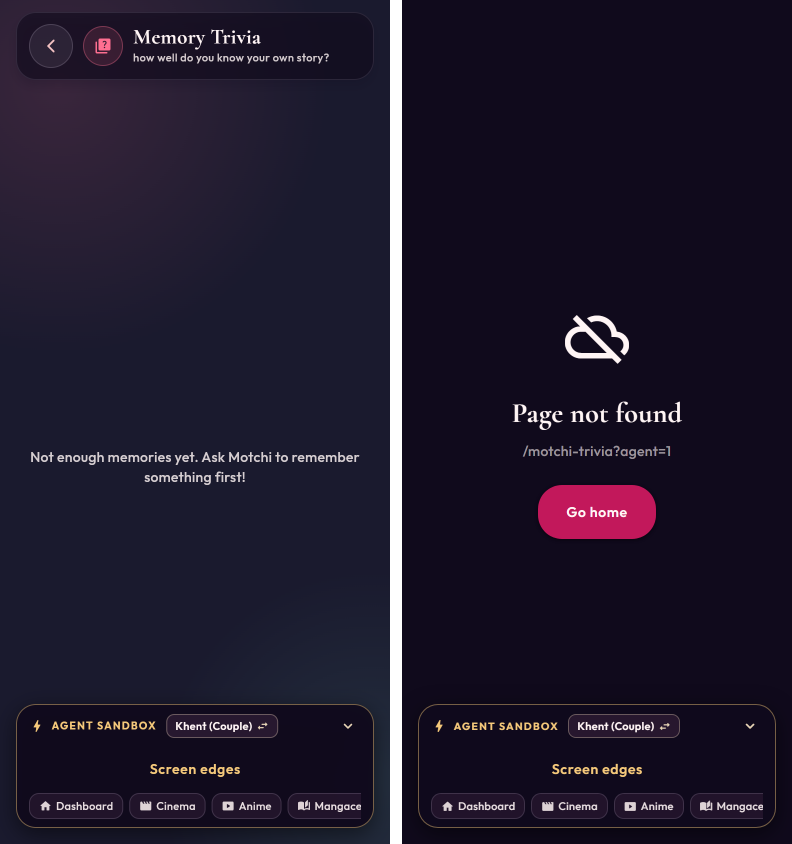 Memory Trivia
how well do you know your own story?
Not enough memories yet. Ask Motchi to remember
something first!
AGENT SANDBOX
Khent (Couple)
Screen edges
Dashboard
Cinema
Anime
Mangace
Page not found
/motchi-trivia?agent=1
Go home
AGENT SANDBOX
Khent (Couple)
Screen edges
Dashboard
Cinema
Anime
Mangace